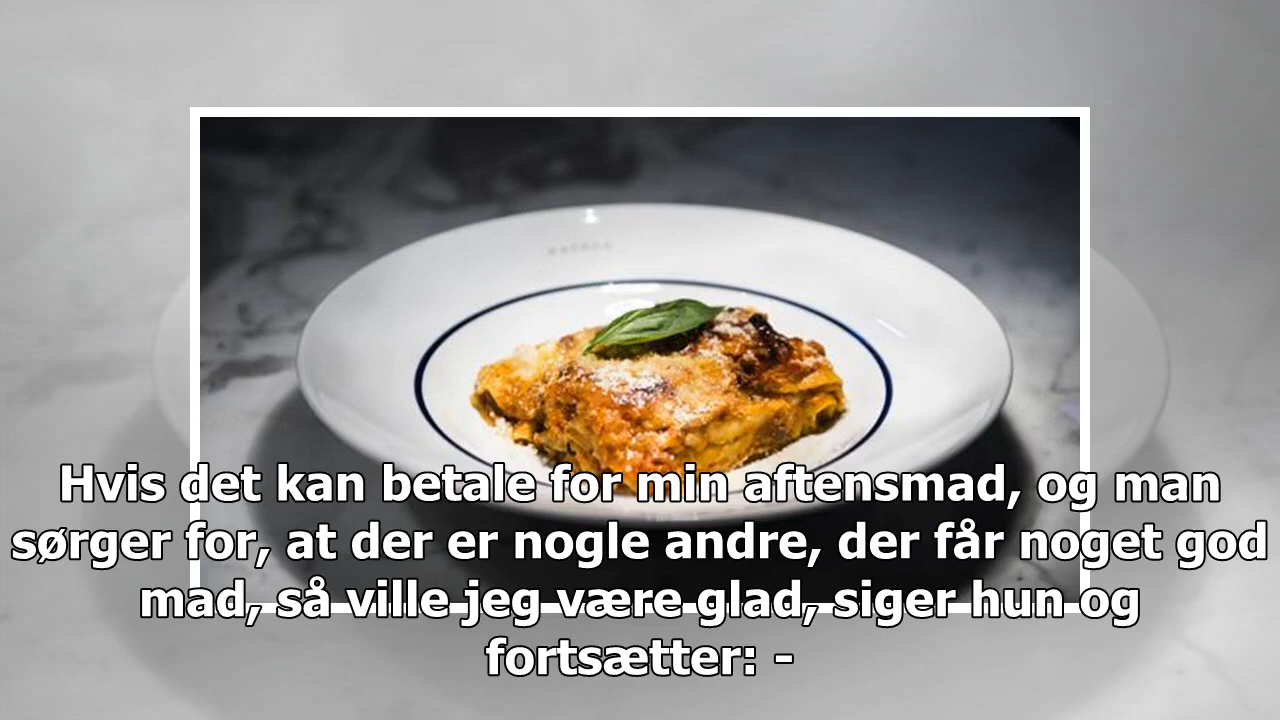 Hvis det kan betale for min aftensmad, og man
sørger for, at der er nogle andre, der får noget god
mad, så ville jeg være glad, siger hun og
fortsætter: -